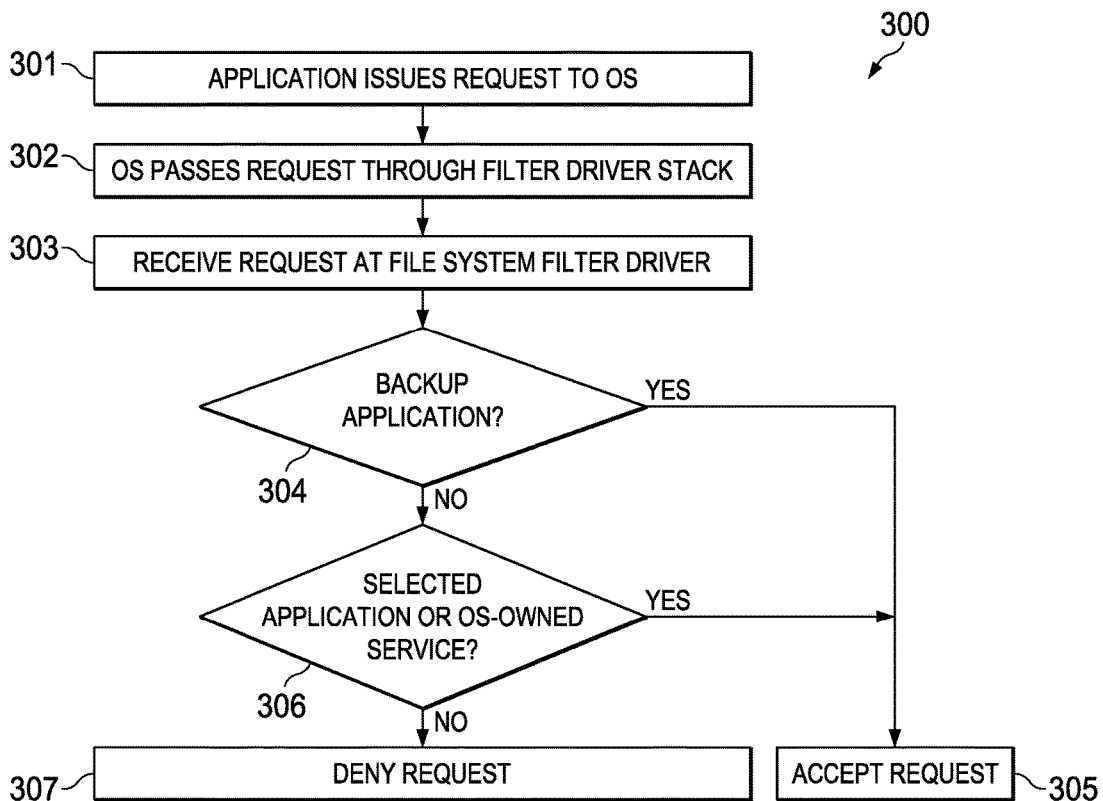 300
301
APPLICATION ISSUES REQUEST TO OS
302
OS PASSES REQUEST THROUGH FILTER DRIVER STACK
303
RECEIVE REQUEST AT FILE SYSTEM FILTER DRIVER
BACKUP
APPLICATION?
YES
304
NO
SELECTED
APPLICATION OR OS-OWNED
SERVICE?
YES
306
NO
307
DENY REQUEST
ACCEPT REQUEST
305